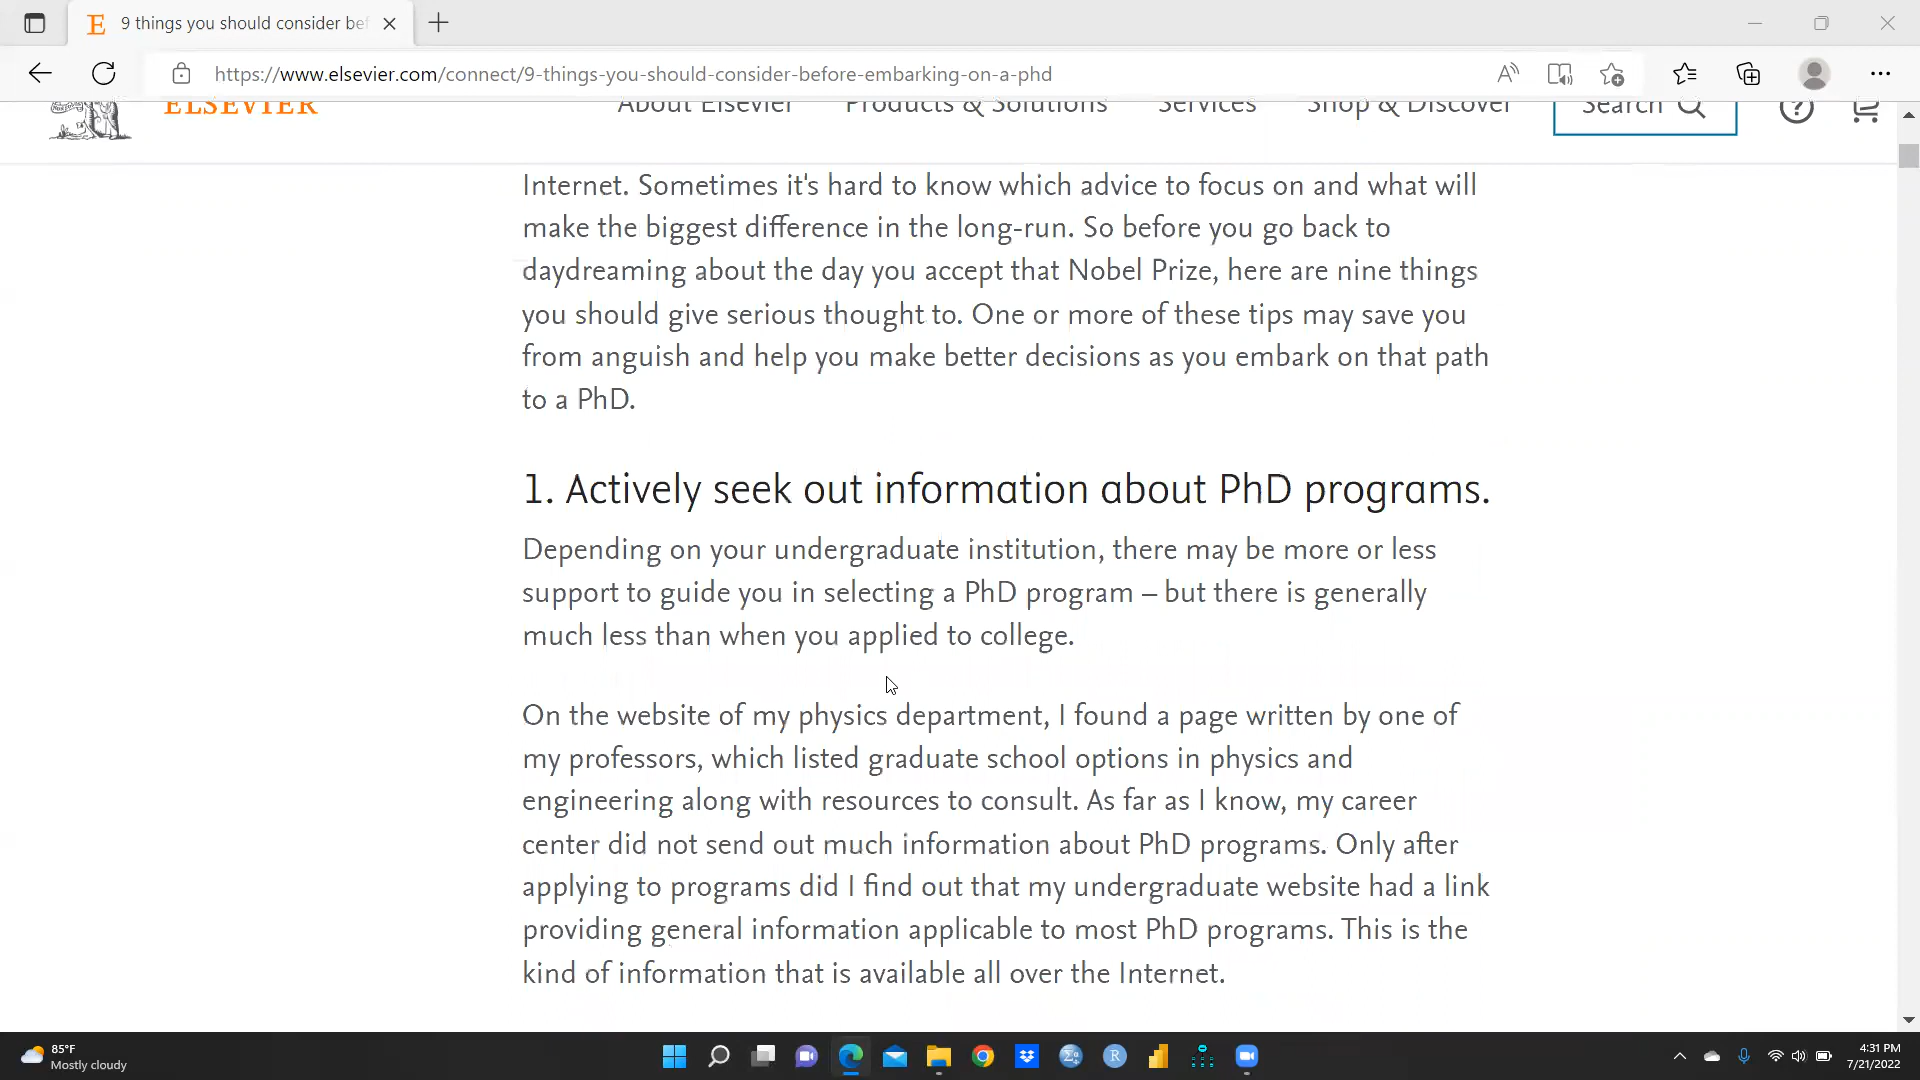 9 things you should consider bef
https://www.elsevier.com/connect/9-things-you-should-consider-before-embarking-on-a-phd
ELSEVIER
About Elsevier
Products & Solutions
Services
Shop & Discover
Search
Internet. Sometimes it's hard to know which advice to focus on and what will
make the biggest difference in the long-run. So before you go back to
daydreaming about the day you accept that Nobel Prize, here are nine things
you should give serious thought to. One or more of these tips may save you
from anguish and help you make better decisions as you embark on that path
to a PhD.
1. Actively seek out information about PhD programs.
Depending on your undergraduate institution, there may be more or less
support to guide you in selecting a PhD program – but there is generally
much less than when you applied to college.
On the website of my physics department, I found a page written by one of
my professors, which listed graduate school options in physics and
engineering along with resources to consult. As far as I know, my career
center did not send out much information about PhD programs. Only after
applying to programs did I find out that my undergraduate website had a link
providing general information applicable to most PhD programs. This is the
kind of information that is available all over the Internet.
85°F
Mostly cloudy
4:31 PM
7/21/2022